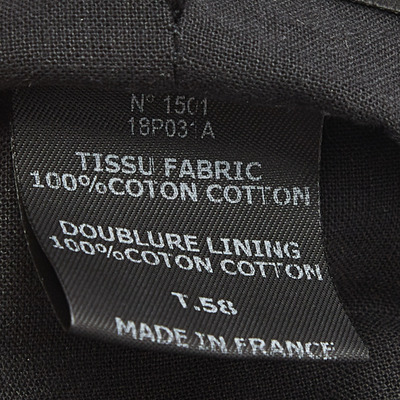 N° 1501
18P031A
TISSU FABRIC
100%COTON COTTON
DOUBLURE LINING
100%COTON COTTON
T.58
MADE IN FRANCE